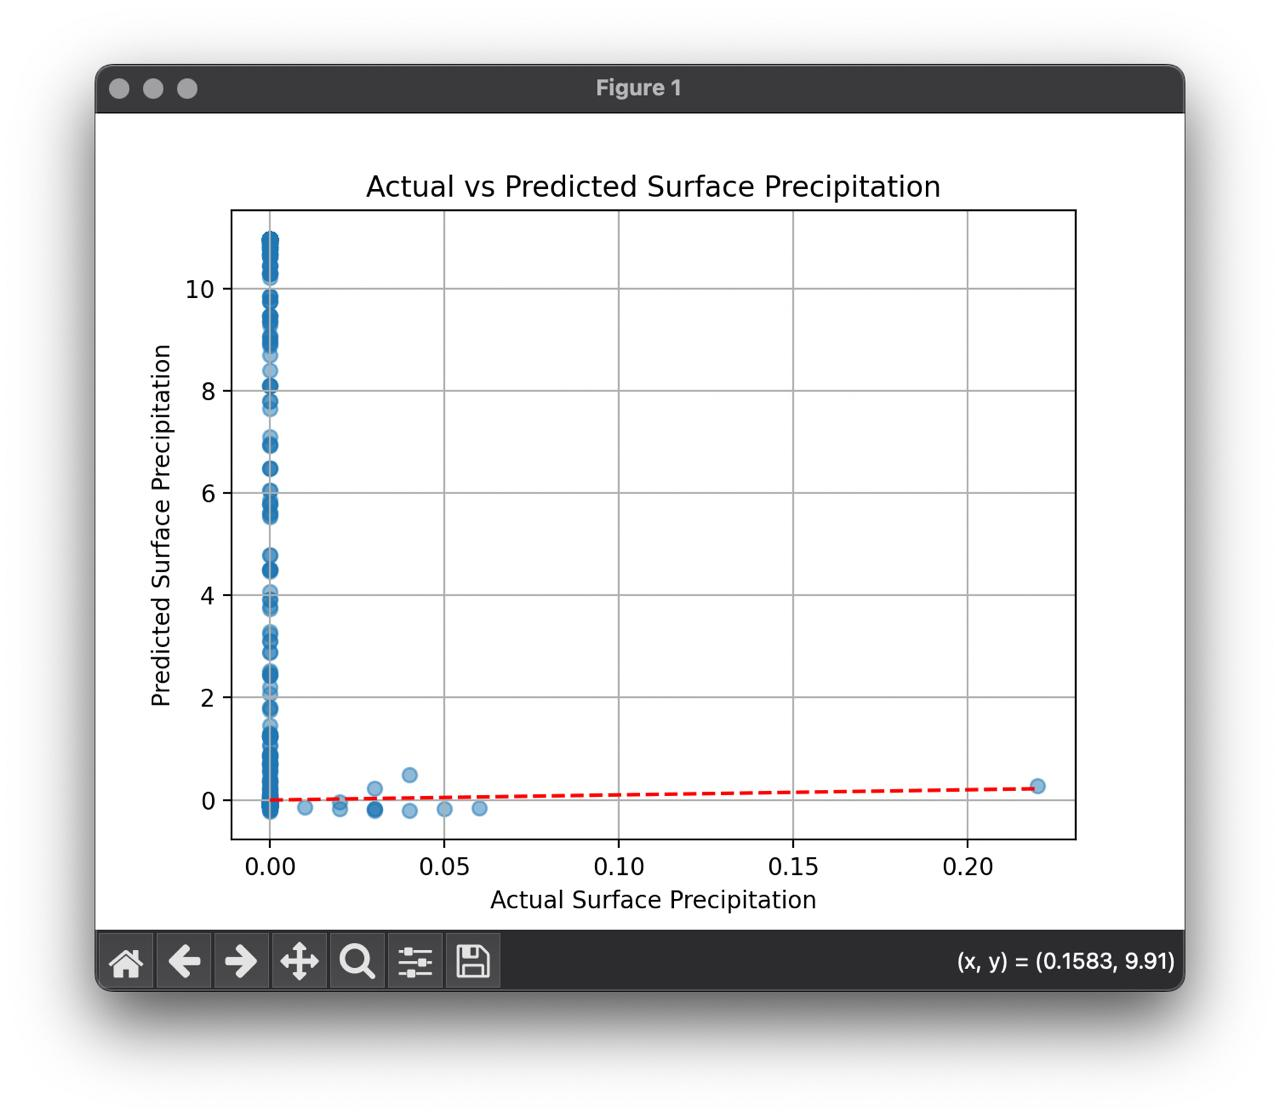 Figure 1
Actual vs Predicted Surface Precipitation
Predicted Surface Precipitation
10
8
6
4
2
0
0.00 0.05 0.10 0.15 0.20
Actual Surface Precipitation
(x, y) = (0.1583, 9.91)